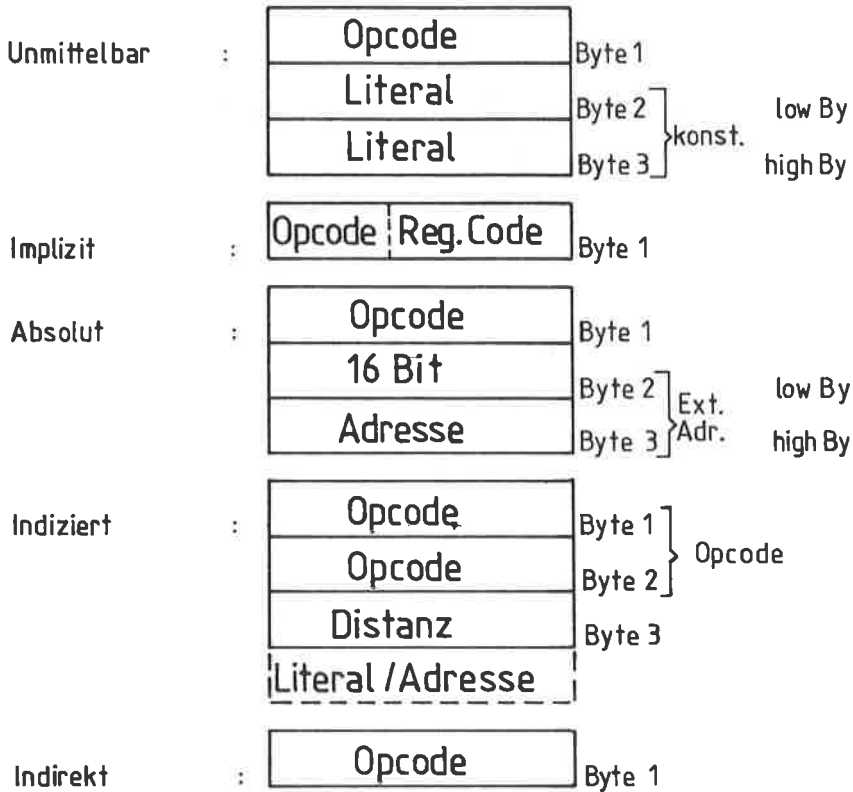 Opcode
Unmittelbar : Byte 1
Literal Byte 2 low By
konst.
Literal Byte 3 high By
Implizit : Opcode Reg. Code Byte 1
Opcode
Absolut : Byte 1
16 Bit Byte 2 low By
Ext.
Adresse Byte 3 Adr. high By
Opcode
Indiziert : Byte 1
Opcode
Opcode Byte 2
Distanz Byte 3
Literal / Adresse
Opcode
Indirekt : Byte 1